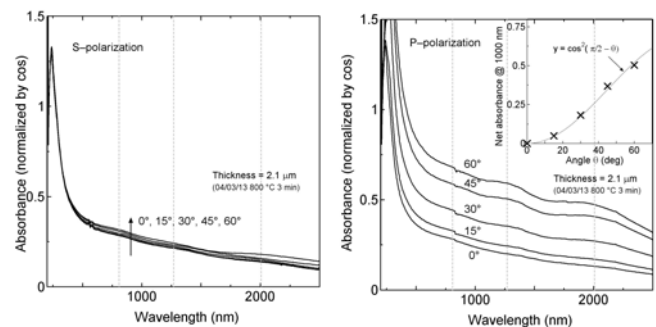 1.5
1
0.5
0
Absorbance (normalized by cos)
S–polarization
Thickness = 2.1 μm
(04/03/13 800 °C 3 min)
0°, 15°, 30°, 45°, 60°
1000
2000
Wavelength (nm)
1.5
1
0.5
0
Absorbance (normalized by cos)
P–polarization
Net absorbance @ 1000 nm
0.75
0.5
0.25
0
y = cos²( π/2 − θ)
0
20
40
60
Angle θ (deg)
Thickness = 2.1 μm
(04/03/13 800 °C 3 min)
60°
45°
30°
15°
0°
1000
2000
Wavelength (nm)